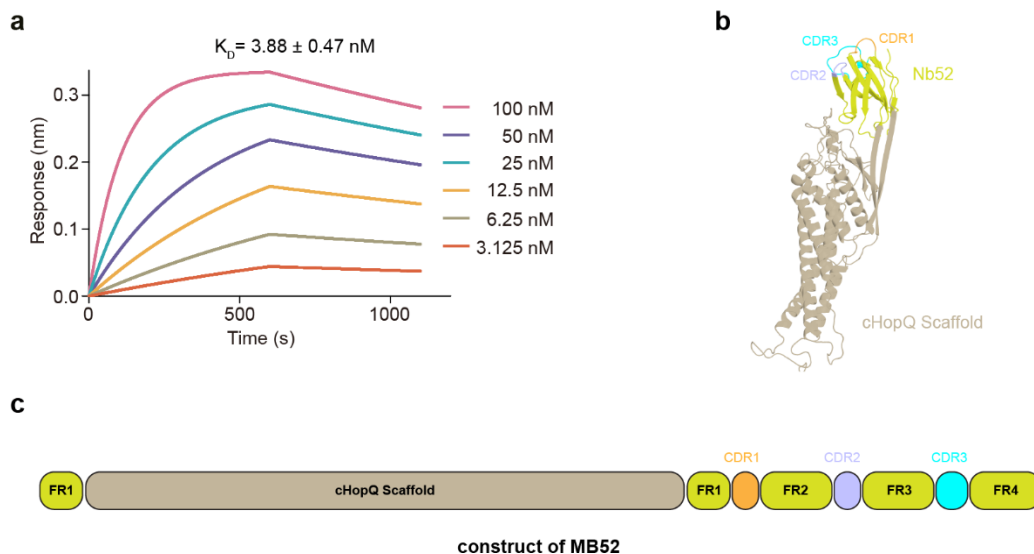 a
K_D= 3.88 ± 0.47 nM
Response (nm)
0.3
0.2
0.1
0.0
0
500
1000
Time (s)
100 nM
50 nM
25 nM
12.5 nM
6.25 nM
3.125 nM
b
CDR3
CDR1
CDR2
Nb52
cHopQ Scaffold
c
CDR1
CDR2
CDR3
FR1
cHopQ Scaffold
FR1
FR2
FR3
FR4
construct of MB52